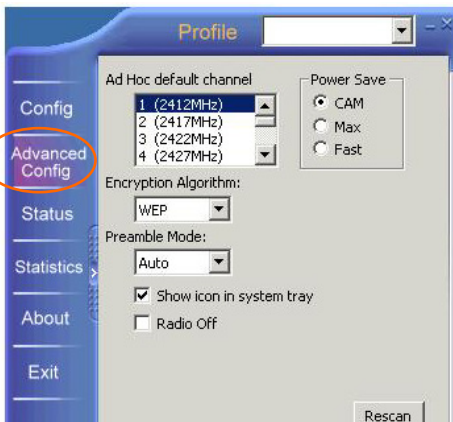 Profile
Config
Advanced
Config
Status
Statistics
About
Exit
Ad Hoc default channel
1 (2412MHz)
2 (2417MHz)
3 (2422MHz)
4 (2427MHz)
Power Save
CAM
Max
Fast
Encryption Algorithm:
WEP
Preamble Mode:
Auto
Show icon in system tray
Radio Off
Rescan